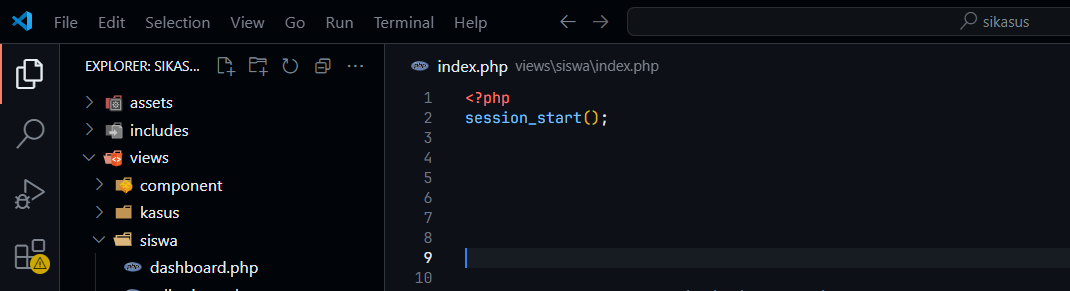 File Edit Selection View Go Run Terminal Help sikasus
EXPLORER: SIKAS...
assets
includes
views
component
kasus
siswa
dashboard.php
index.php views\siswa\index.php
1 <?php
2 session_start();
3
4
5
6
7
8
9
10